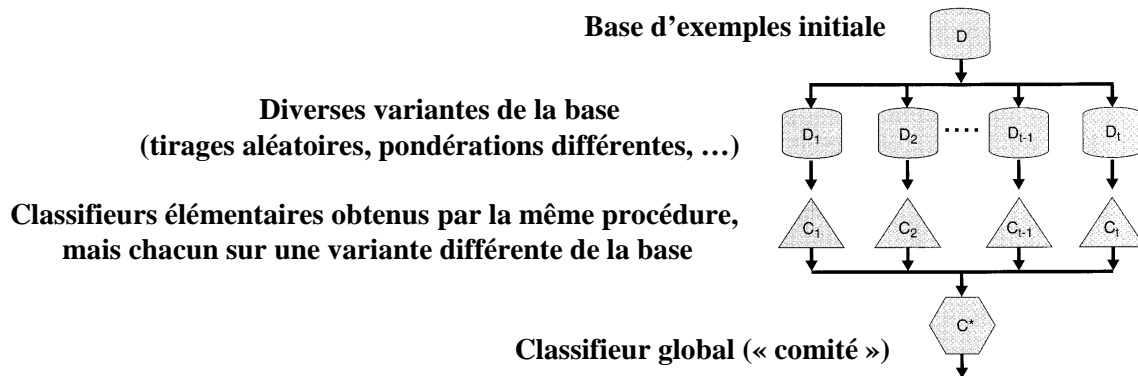 Base d’exemples initiale
D
Diverses variantes de la base
(tirages aléatoires, pondérations différentes, …)
D1 D2 .... Dt-1 Dt
Classifieurs élémentaires obtenus par la même procédure,
mais chacun sur une variante différente de la base
C1 C2 Ct-1 Ct
C*
Classifieur global (« comité »)